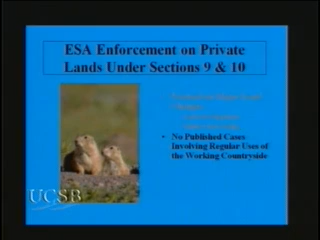 ESA Enforcement on Private
Lands Under Sections 9 & 10
• No Published Cases
Involving Regular Uses of
the Working Countryside
UCSB